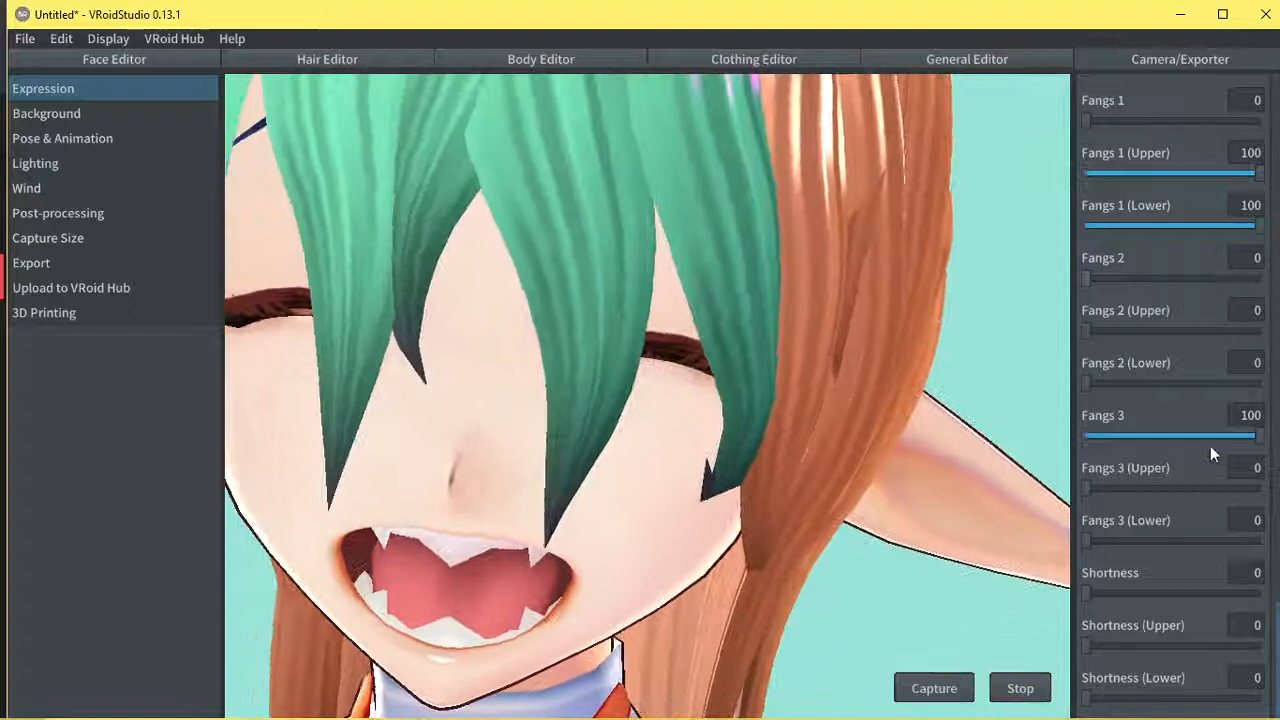 Untitled* - VRoidStudio 0.13.1
File Edit Display VRoid Hub Help
Face Editor Hair Editor Body Editor Clothing Editor General Editor Camera/Exporter
Expression
Background
Pose & Animation
Lighting
Wind
Post-processing
Capture Size
Export
Upload to VRoid Hub
3D Printing
Fangs 1 0
Fangs 1 (Upper) 100
Fangs 1 (Lower) 100
Fangs 2 0
Fangs 2 (Upper) 0
Fangs 2 (Lower) 0
Fangs 3 100
Fangs 3 (Upper) 0
Fangs 3 (Lower) 0
Shortness 0
Shortness (Upper) 0
Shortness (Lower) 0
Capture Stop